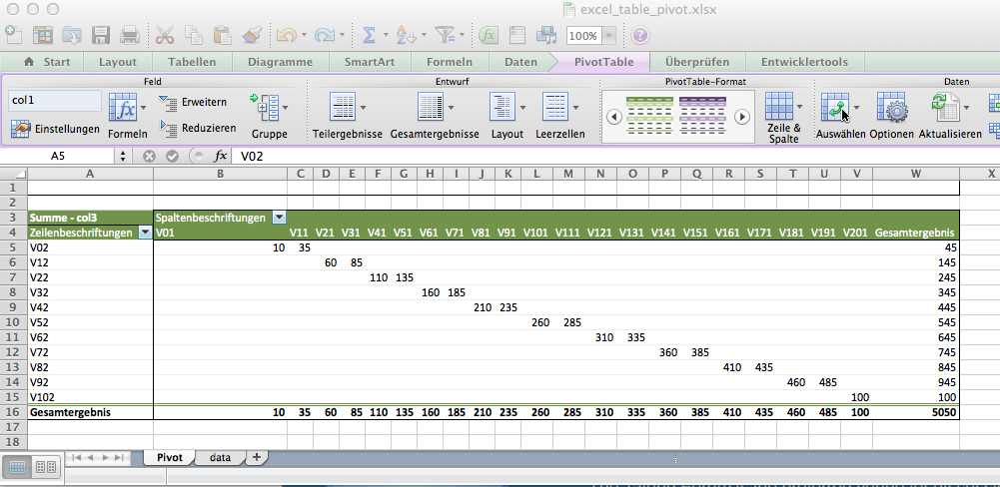 excel_table_pivot.xlsx
100%
Start Layout Tabellen Diagramme SmartArt Formeln Daten PivotTable Überprüfen Entwicklertools
Feld Entwurf PivotTable-Format Daten
col1 Erweitern
Einstellungen Formeln Reduzieren Gruppe Teilergebnisse Gesamtergebnisse Layout Leerzellen Zeile & Spalte Auswählen Optionen Aktualisieren
A5 fx V02
A B C D E F G H I J K L M N O P Q R S T U V W X
1
2
3 Summe - col3 Spaltenbeschriftungen
4 Zeilenbeschriftungen V01 V11 V21 V31 V41 V51 V61 V71 V81 V91 V101 V111 V121 V131 V141 V151 V161 V171 V181 V191 V201 Gesamtergebnis
5 V02 10 35 45
6 V12 60 85 145
7 V22 110 135 245
8 V32 160 185 345
9 V42 210 235 445
10 V52 260 285 545
11 V62 310 335 645
12 V72 360 385 745
13 V82 410 435 845
14 V92 460 485 945
15 V102 100 100
16 Gesamtergebnis 10 35 60 85 110 135 160 185 210 235 260 285 310 335 360 385 410 435 460 485 100 5050
17
18
Pivot data